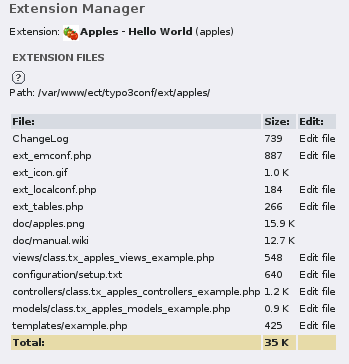 Extension Manager
Extension: Apples - Hello World (apples)
EXTENSION FILES
?
Path: /var/www/ect/typo3conf/ext/apples/
File: Size: Edit:
ChangeLog 739 Edit file
ext_emconf.php 887 Edit file
ext_icon.gif 1.0 K
ext_localconf.php 184 Edit file
ext_tables.php 266 Edit file
doc/apples.png 15.9 K
doc/manual.wiki 12.7 K
views/class.tx_apples_views_example.php 548 Edit file
configuration/setup.txt 640 Edit file
controllers/class.tx_apples_controllers_example.php 1.2 K Edit file
models/class.tx_apples_models_example.php 0.9 K Edit file
templates/example.php 425 Edit file
Total: 35 K